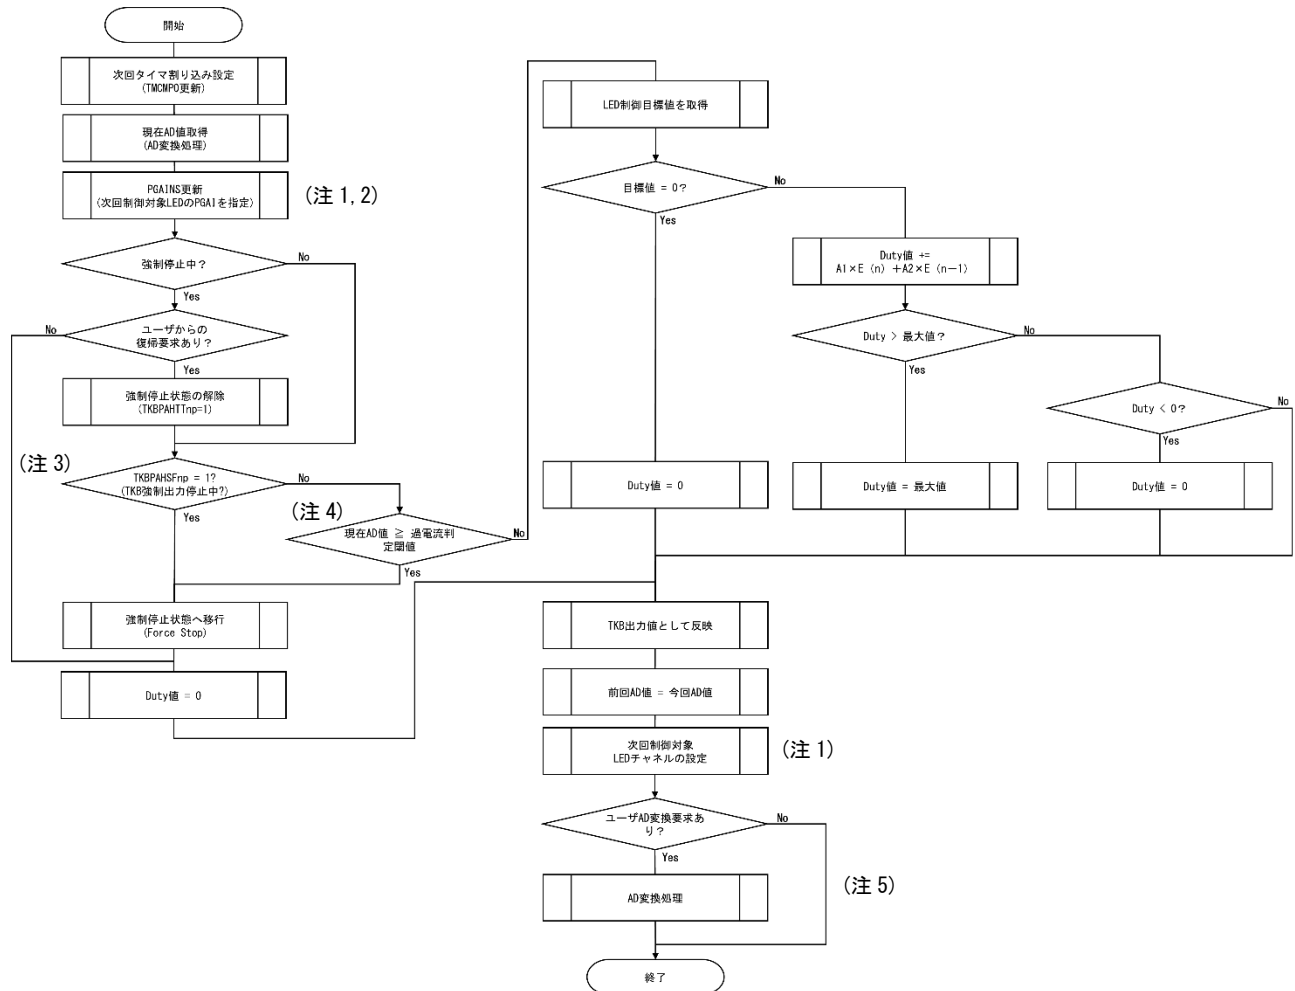 開始
次回タイマ割り込み設定
(TMCMP0更新)
現在AD値取得
(AD変換処理)
PGAINS更新
(次回制御対象LEDのPGAIを指定)
(注 1, 2)
強制停止中?
No
Yes
ユーザからの
復帰要求あり?
No
Yes
強制停止状態の解除
(TKBPAHTTnp=1)
(注 3)
TKBPAHSFnp = 1?
(TKB強制出力停止中?)
No
Yes
(注 4)
現在AD値 ≧ 過電流判
定閾値
No
Yes
強制停止状態へ移行
(Force Stop)
Duty値 = 0
LED制御目標値を取得
目標値 = 0?
No
Yes
Duty値 +=
A1×E (n) +A2×E (n-1)
Duty > 最大値?
No
Yes
Duty < 0?
No
Yes
Duty値 = 0
Duty値 = 最大値
Duty値 = 0
TKB出力値として反映
前回AD値 = 今回AD値
次回制御対象
LEDチャネルの設定
(注 1)
ユーザAD変換要求あ
り?
No
Yes
AD変換処理
(注 5)
終了